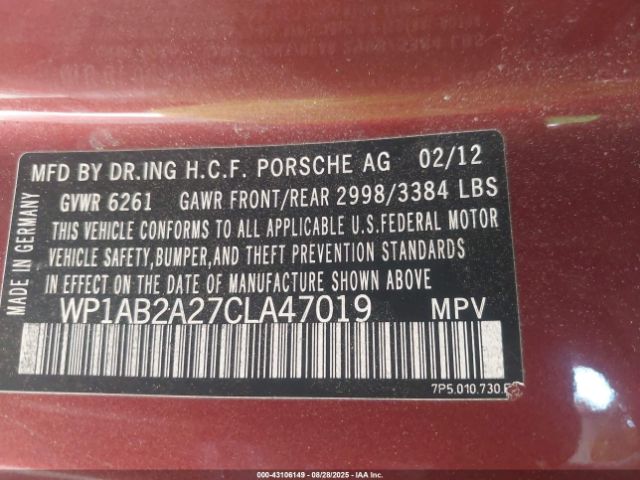 MFD BY DR.ING H.C.F. PORSCHE AG 02/12
GVWR 6261 GAWR FRONT/REAR 2998/3384 LBS
THIS VEHICLE CONFORMS TO ALL APPLICABLE U.S.FEDERAL MOTOR
VEHICLE SAFETY,BUMPER,AND THEFT PREVENTION STANDARDS
IN EFFECT ON THE DATE OF MANUFACTURE SHOWN ABOVE
WP1AB2A27CLA47019 MPV
MADE IN GERMANY
7P5.010.730.
000-43106149 - 08/28/2025 - IAAI - Copart